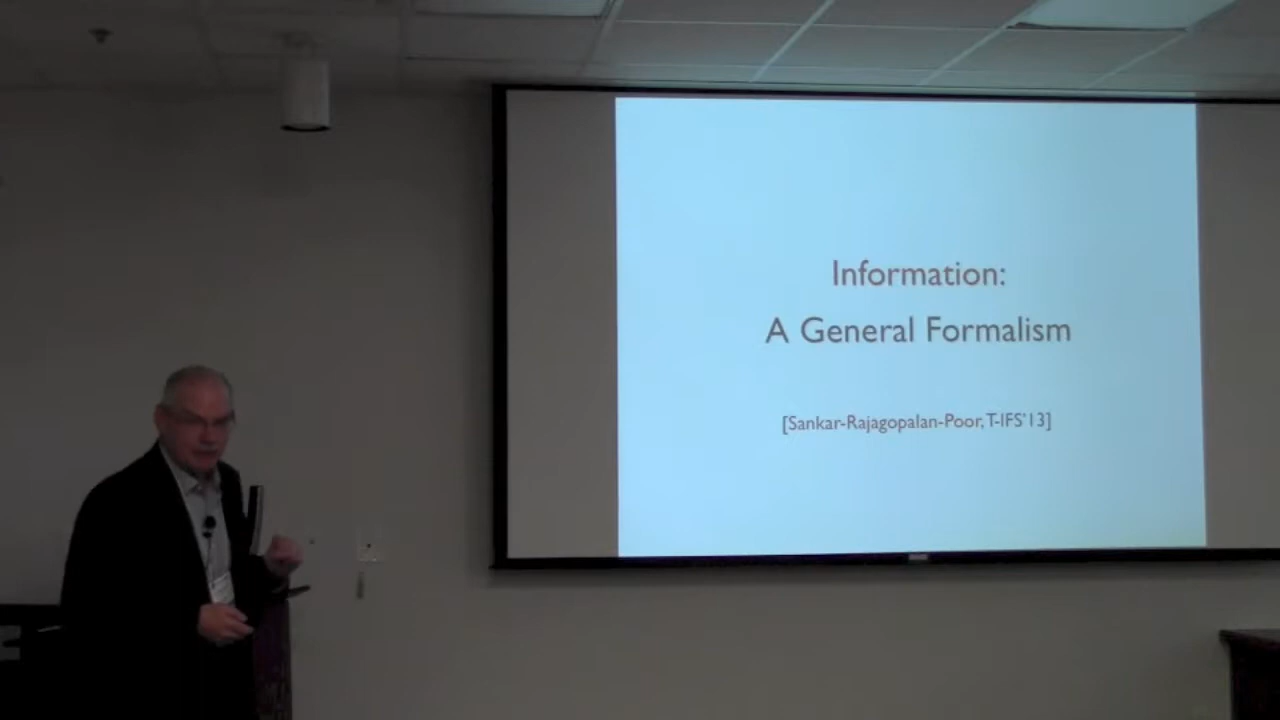 Information:
A General Formalism
[Sankar-Rajagopalan-Poor, T-IFS'13]